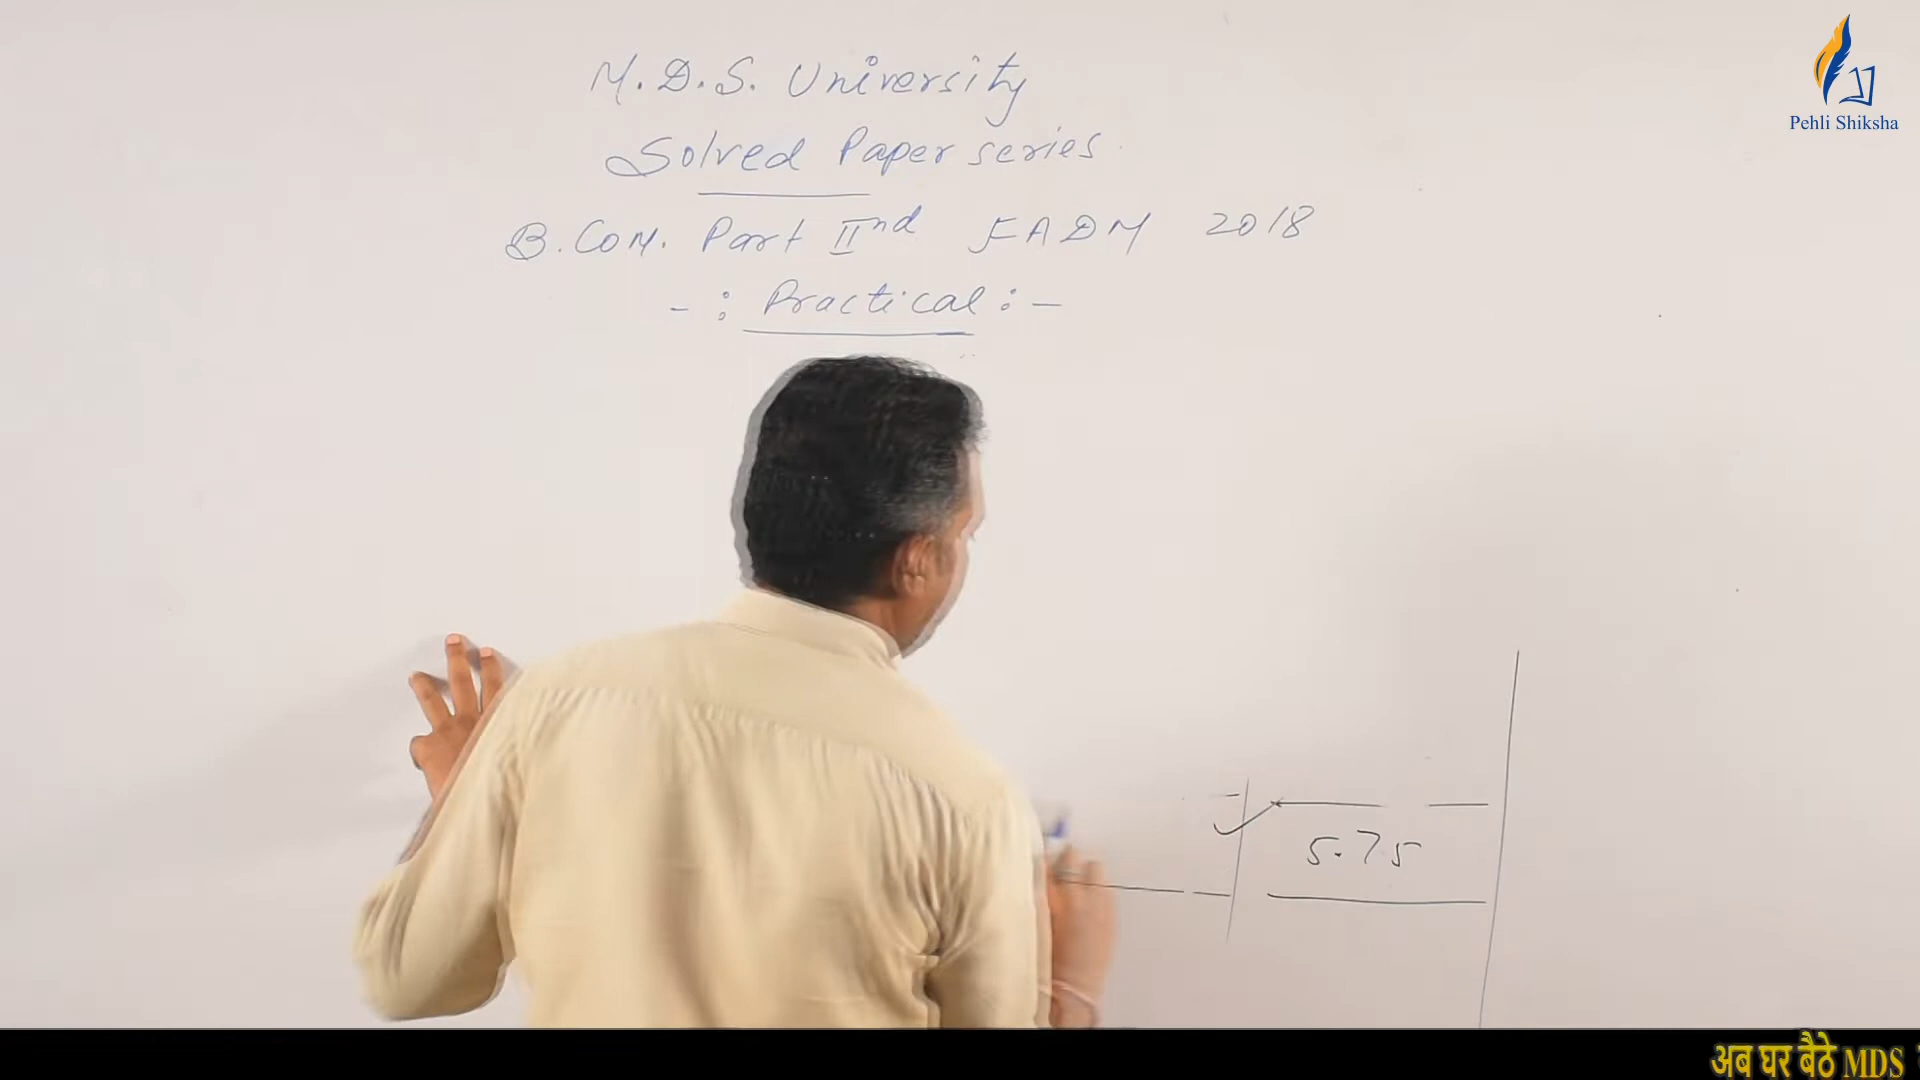 M.D.S. University
Solved Paper series
B.Com. Part IInd FADM 2018
-: Practical :-
Pehli Shiksha
5.75
अब घर बैठे MDS